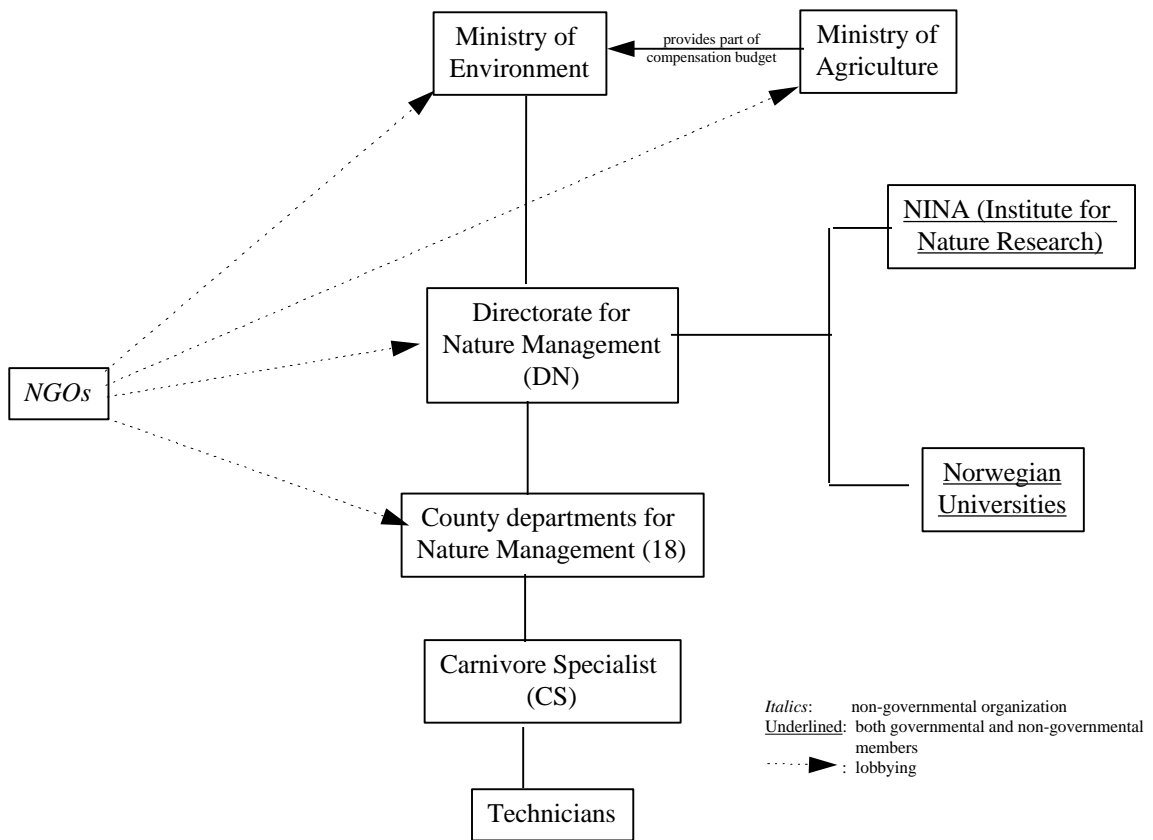 Ministry of
Environment
provides part of
compensation budget
Ministry of
Agriculture
NINA (Institute for
Nature Research)
Directorate for
Nature Management
(DN)
NGOs
Norwegian
Universities
County departments for
Nature Management (18)
Carnivore Specialist
(CS)
Italics: non-governmental organization
Underlined: both governmental and non-governmental
members
: lobbying
Technicians